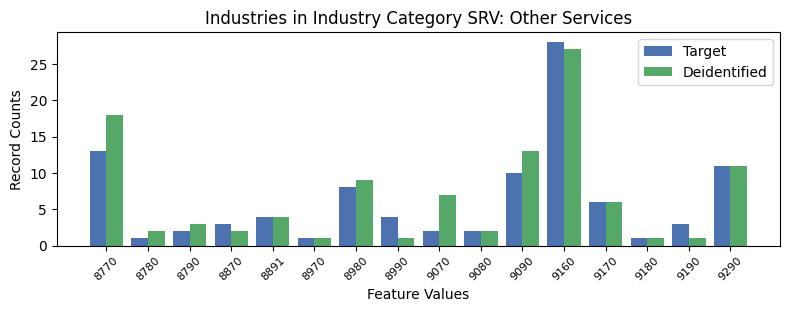 Industries in Industry Category SRV: Other Services
Target
Deidentified
Record Counts
25
20
15
10
5
0
8770 8780 8790 8870 8891 8970 8980 8990 9070 9080 9090 9160 9170 9180 9190 9290
Feature Values